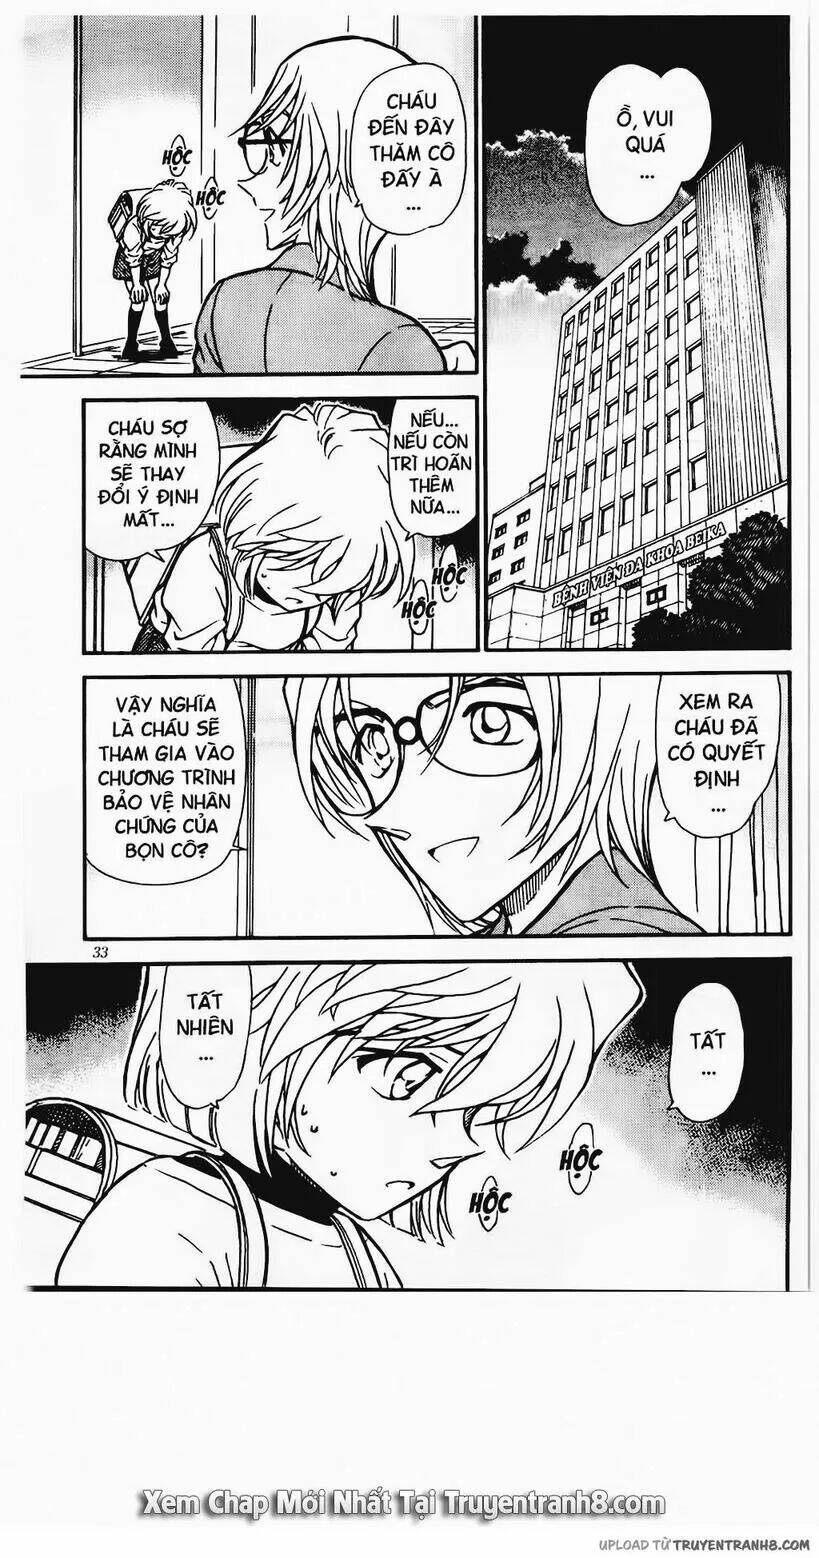 Ồ, VUI
QUÁ
...
BỆNH VIỆN ĐA KHOA BEIKA
CHÁU
ĐẾN ĐÂY
THĂM CÔ
ĐẤY À
...
HỘC
HỘC
NẾU...
NẾU CÒN
TRÌ HOÃN
THÊM
NỮA...
CHÁU SỢ
RẰNG MÌNH
SẼ THAY
ĐỔI Ý ĐỊNH
MẤT...
HỘC
HỘC
XEM RA
CHÁU ĐÃ
CÓ QUYẾT
ĐỊNH
...
VẬY NGHĨA
LÀ CHÁU SẼ
THAM GIA VÀO
CHƯƠNG TRÌNH
BẢO VỆ NHÂN
CHỨNG CỦA
BỌN CÔ?
33
TẤT
...
TẤT
NHIÊN
...
HỘC
HỘC
Xem Chap Mới Nhất Tại Truyentranh8.com
UPLOAD TỪ TRUYENTRANH8.COM